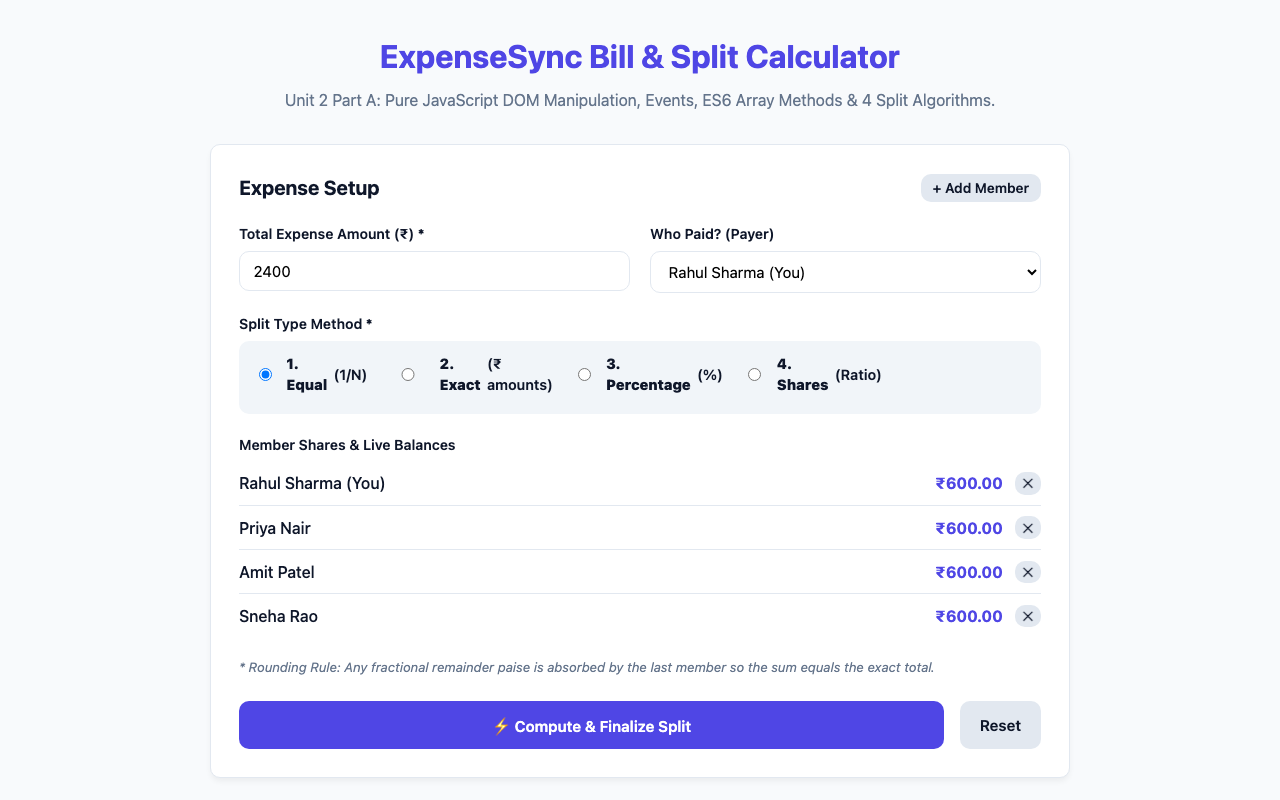 ExpenseSync Bill & Split Calculator
Unit 2 Part A: Pure JavaScript DOM Manipulation, Events, ES6 Array Methods & 4 Split Algorithms.
Expense Setup
+ Add Member
Total Expense Amount (₹) *
Who Paid? (Payer)
2400
Rahul Sharma (You)
Split Type Method *
1. Equal (1/N)
2. Exact (₹ amounts)
3. Percentage (%)
4. Shares (Ratio)
Member Shares & Live Balances
Rahul Sharma (You) ₹600.00 ✕
Priya Nair ₹600.00 ✕
Amit Patel ₹600.00 ✕
Sneha Rao ₹600.00 ✕
* Rounding Rule: Any fractional remainder paise is absorbed by the last member so the sum equals the exact total.
⚡ Compute & Finalize Split
Reset